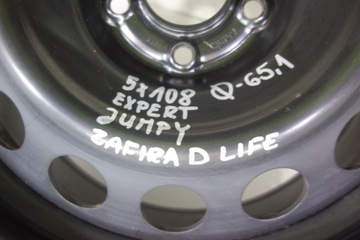 5x108 Ø-65,1
EXPERT
JUMPY
ZAFIRA D LIFE